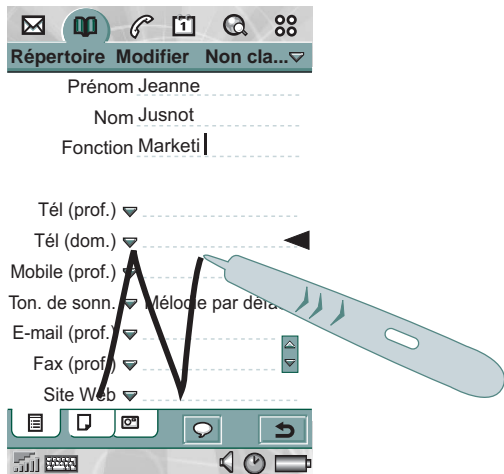 1
Répertoire Modifier Non cla...
Prénom Jeanne
Nom Jusnot
Fonction Marketi
Tél (prof.)
Tél (dom.)
Mobile (prof.)
Ton. de sonn. Mélodie par défa
E-mail (prof.)
Fax (prof.)
Site Web